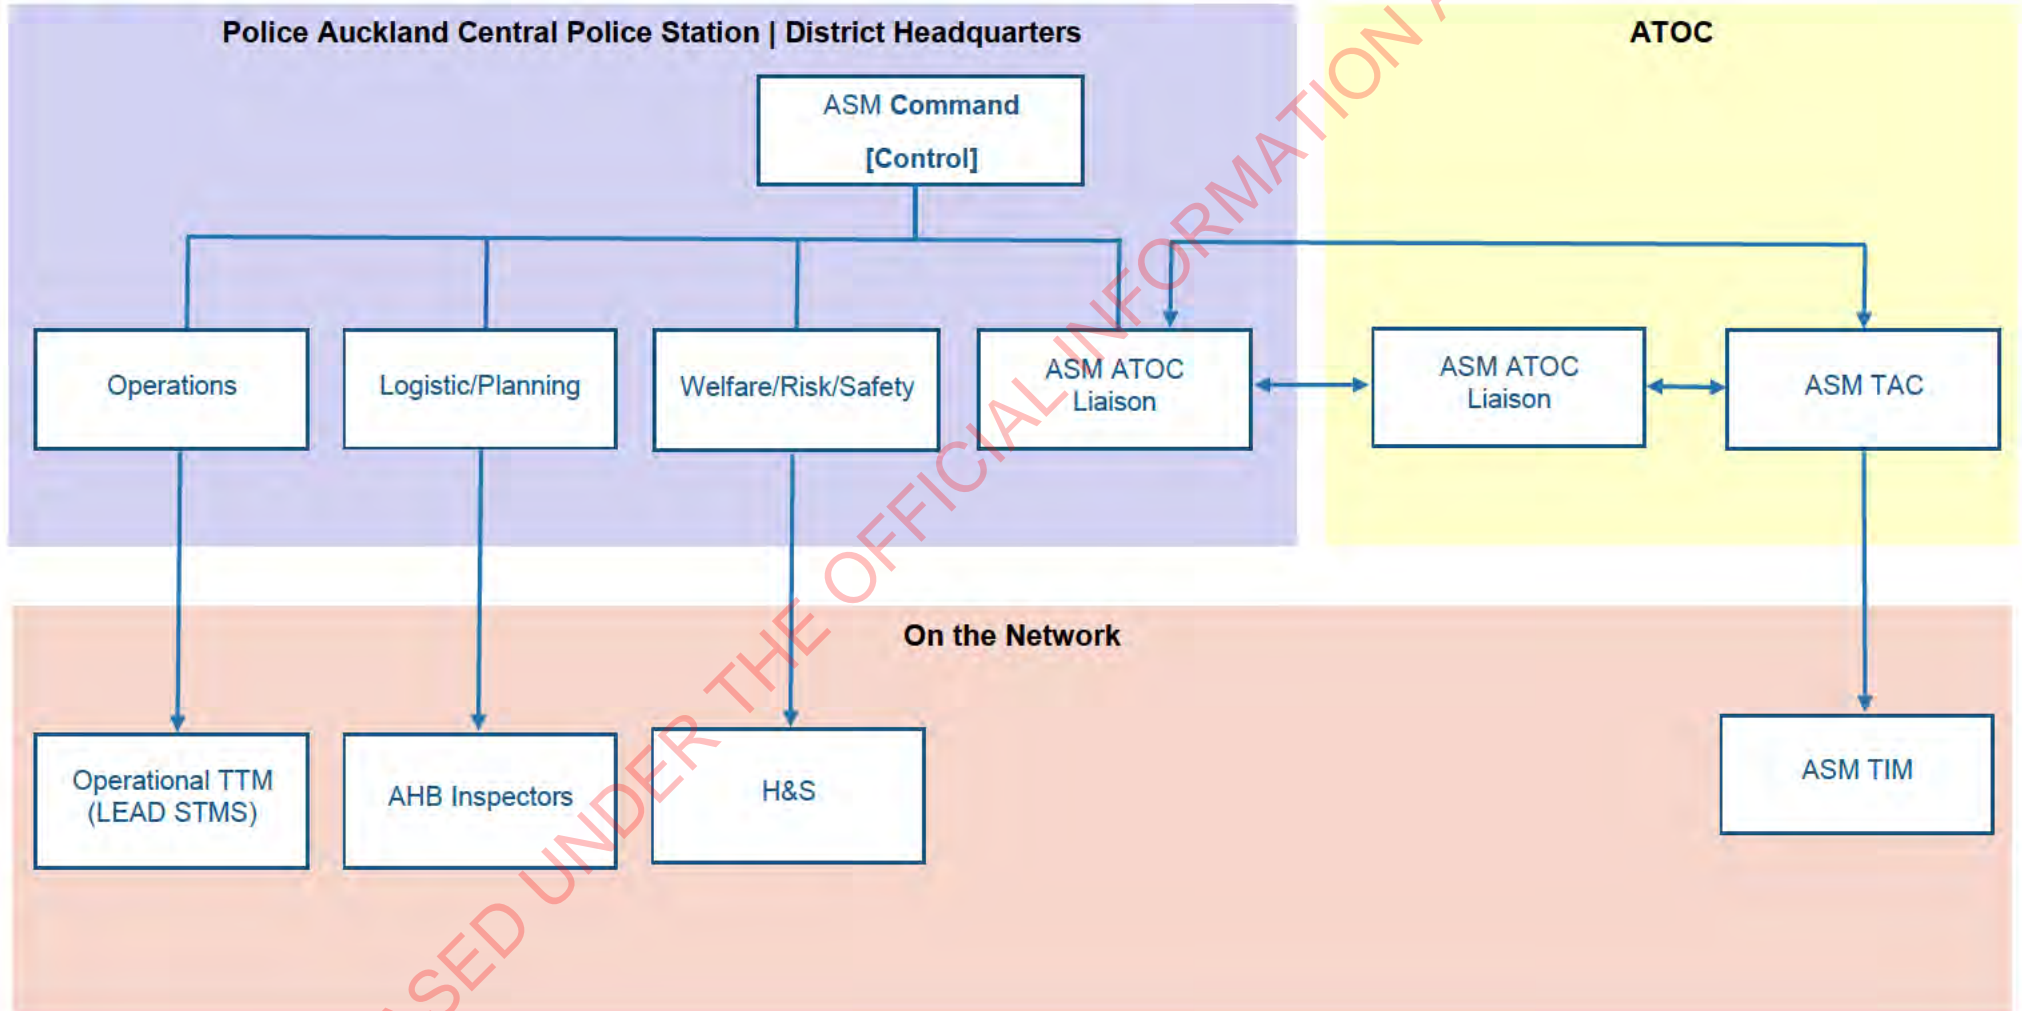 Police Auckland Central Police Station | District Headquarters
ATOC
ASM Command
[Control]
Operations
Logistic/Planning
Welfare/Risk/Safety
ASM ATOC
Liaison
ASM ATOC
Liaison
ASM TAC
On the Network
Operational TTM
(LEAD STMS)
AHB Inspectors
H&S
ASM TIM
UNDER THE OFFICIAL INFORMATION